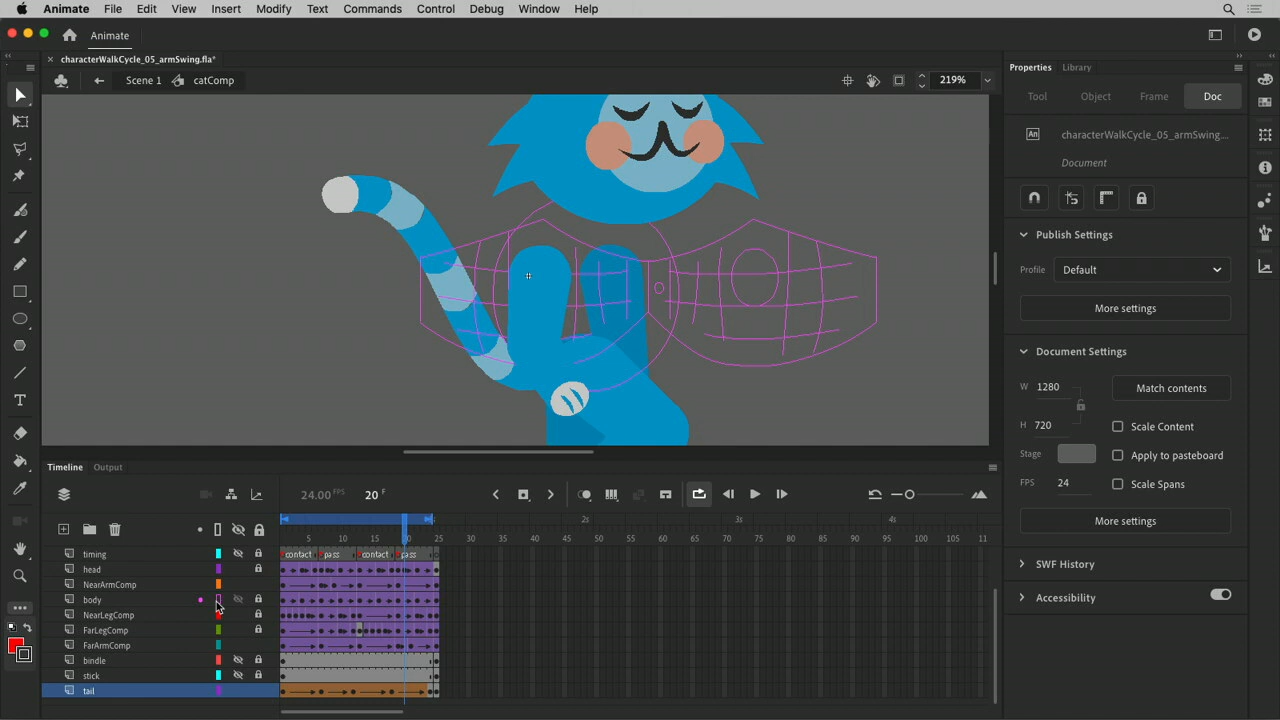 Animate File Edit View Insert Modify Text Commands Control Debug Window Help
Animate
characterWalkCycle_05_armSwing.fla*
Scene 1 catComp 219%
Properties Library
Tool Object Frame Doc
An characterWalkCycle_05_armSwing...
Document
Publish Settings
Profile Default
More settings
Document Settings
W 1280 Match contents
H 720 Scale Content
Stage Apply to pasteboard
FPS 24 Scale Spans
More settings
SWF History
Accessibility
Timeline Output
24.00 FPS 20 F
2s 3s 4s
5 10 15 20 25 30 35 40 45 50 55 60 65 70 75 80 85 90 95 100 105 11
timing contact pass contact pass
head
NearArmComp
body
NearLegComp
FarLegComp
FarArmComp
bindle
stick
tail